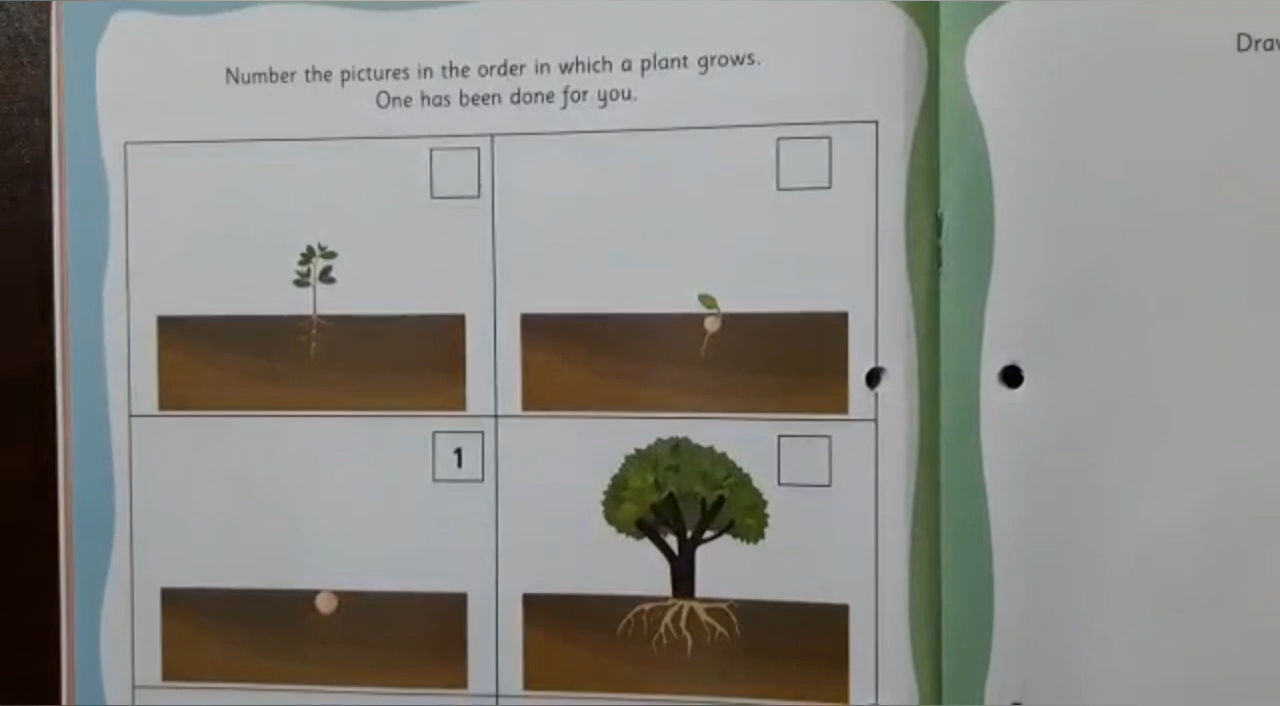 Number the pictures in the order in which a plant grows.
One has been done for you.
1